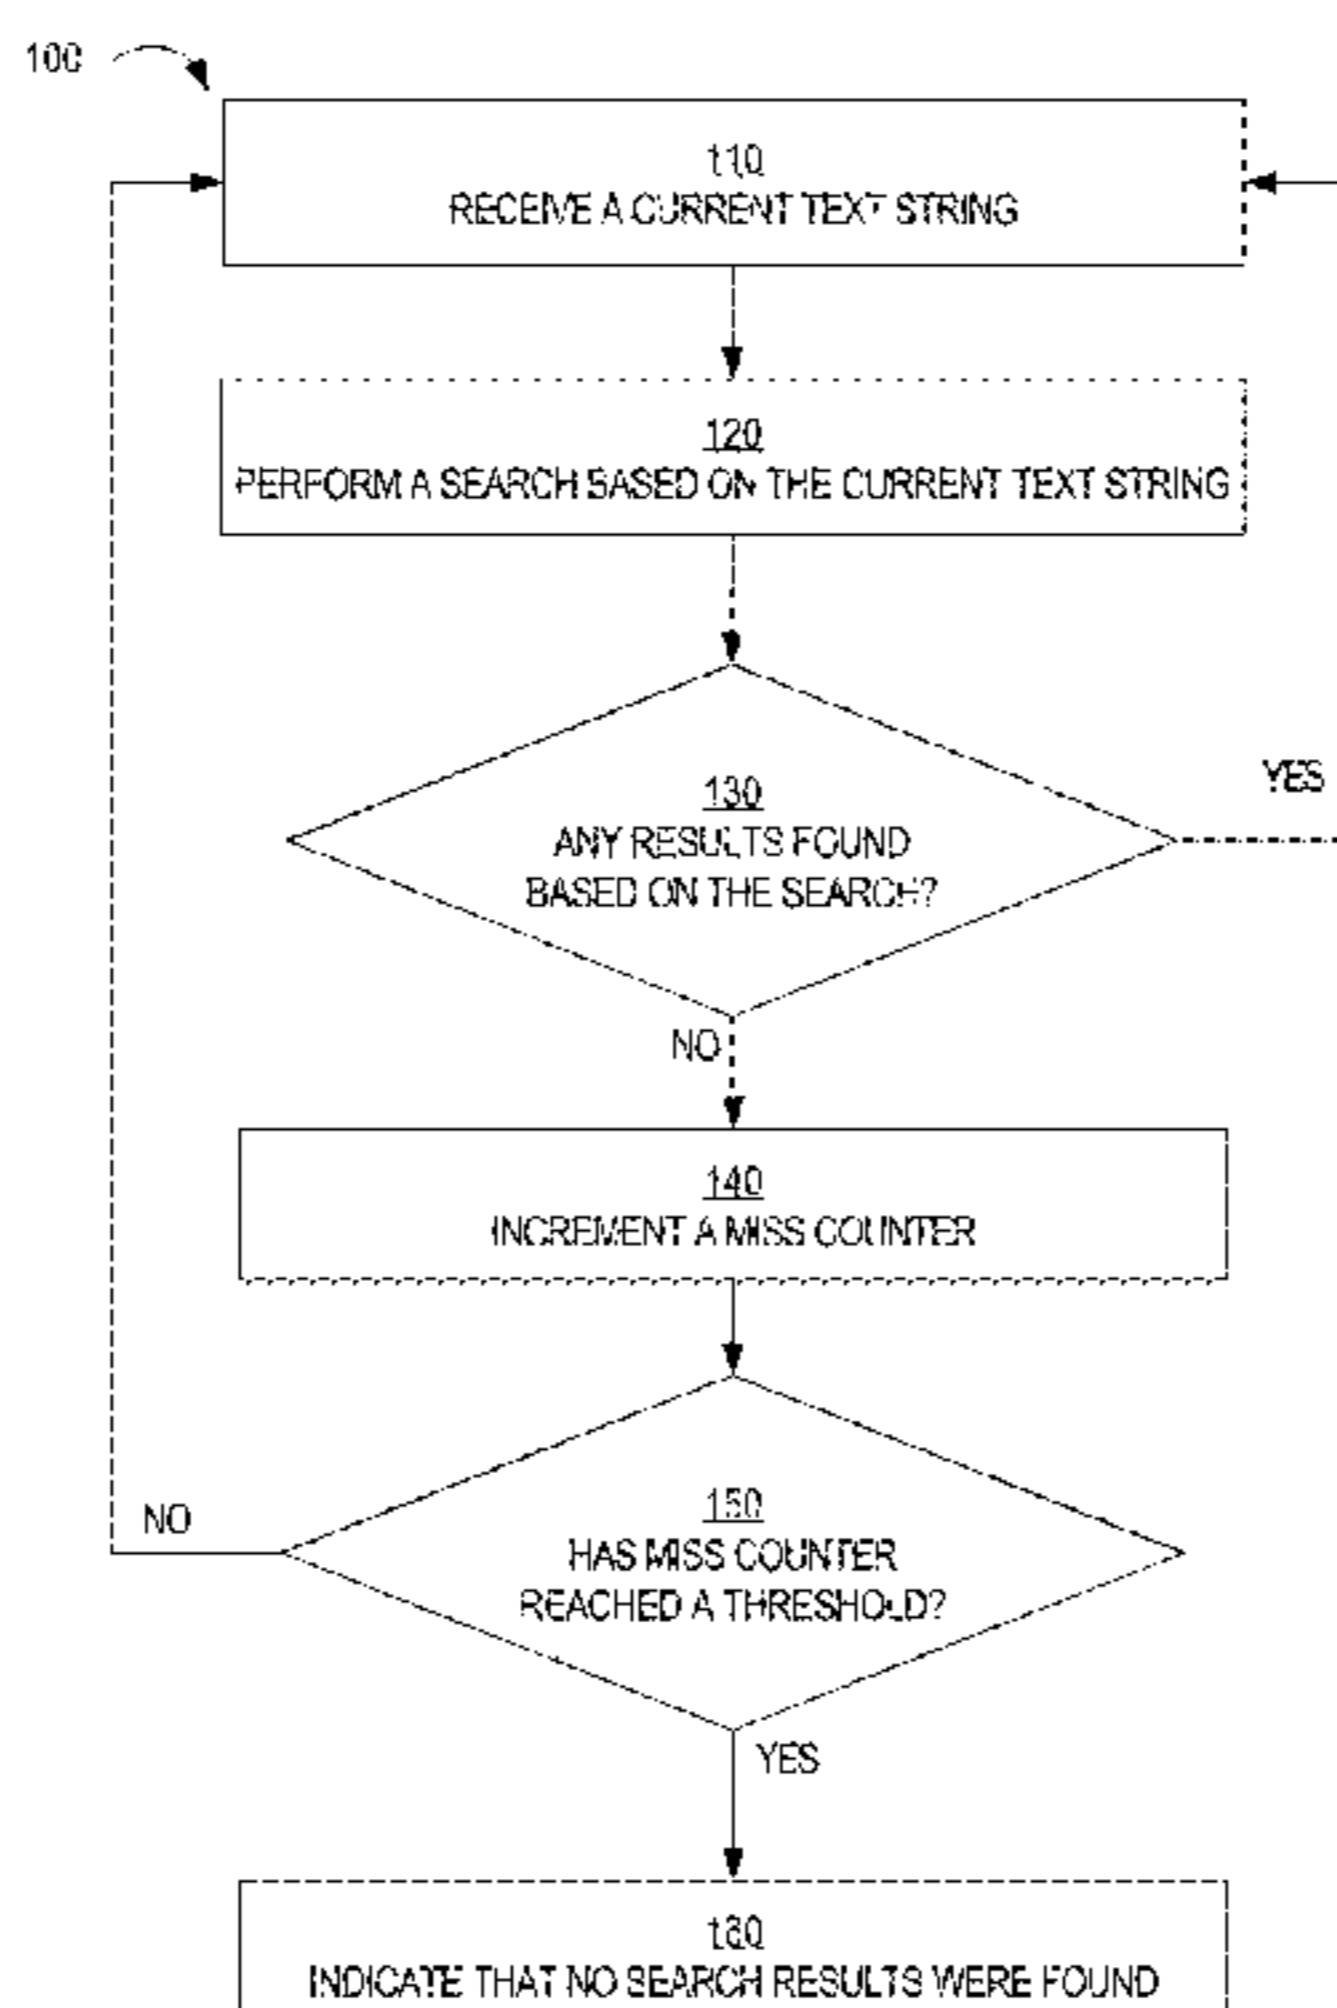 100
110
RECEIVE A CURRENT TEXT STRING
120
PERFORM A SEARCH BASED ON THE CURRENT TEXT STRING
130
ANY RESULTS FOUND
BASED ON THE SEARCH?
YES
NO
140
INCREMENT A MISS COUNTER
150
HAS MISS COUNTER
REACHED A THRESHOLD?
NO
YES
160
INDICATE THAT NO SEARCH RESULTS WERE FOUND